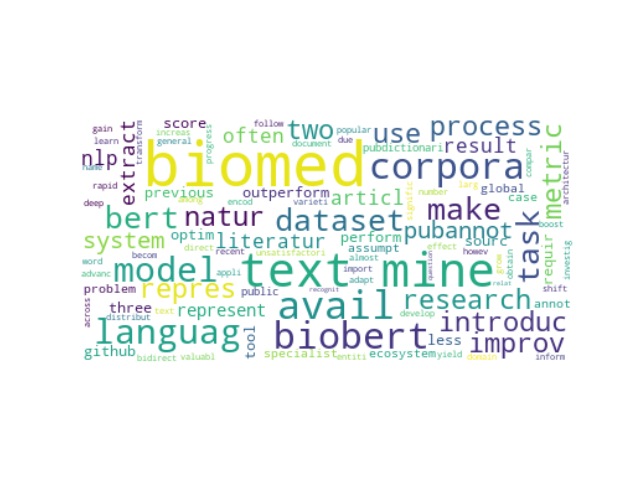 gain
score
follow
popular
two
use
process
learn
extract
transform
increas
general
progress
often
document
due
pubdictionari
result
metric
compar
architectur
nlp
name
biomed
corpora
rapid
previous
outperform
articl
global
case
deep
among
encod
varieti
number
larg
boost
bert
natur
dataset
signific
make
pubannot
task
system
optim
literatur
perform
assumpt
sourc
requir
investig
direct
recent
unsatisfactori
almost
effect
howev
obtain
word
becom
text mine
question
grow
advanc
model
appli
import
adapt
relat
problem
repres
public
recognit
avail
research
shift
annot
across
three
text
represent
develop
introduc
distribut
languag
tool
biobert
less
improv
github
bidirect
valuabl
specialist
entiti
ecosystem
yield
domain
inform